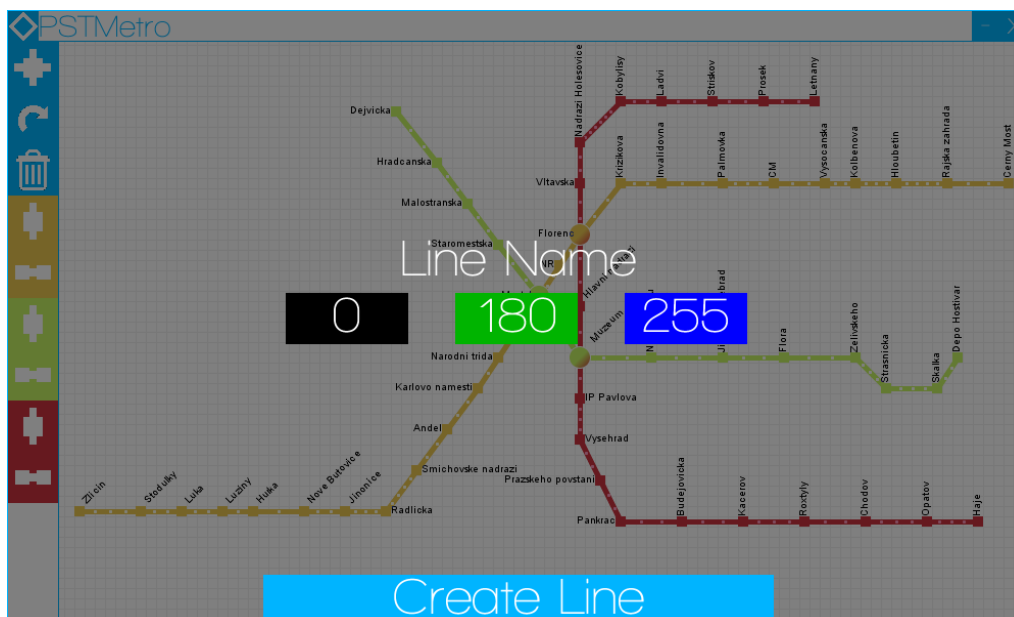 PSTMetro
Nadrazi Holesovice
Kobylisy
Ladvi
Striskov
Prosek
Letnany
Dejvicka
Hradcanska
Malostranska
Staromestska
Vltavska
Krizikova
Invalidovna
Palmovka
CM
Vysocanska
Kolbenova
Hloubetin
Rajska zahrada
Cerny Most
Florenc
NR
Line Name
Hlavni nadrazi
0
180
255
Muzeum
Flora
Zelivskeho
Strasnicka
Skalka
Depo Hostivar
Narodni trida
Karlovo namesti
Andel
Smichovske nadrazi
Radlicka
IP Pavlova
Vysehrad
Prazskeho povstani
Pankrac
Zlicin
Stodulky
Luka
Luziny
Hurka
Nove Butovice
Jinonice
Budejovicka
Kacerov
Roxtyly
Chodov
Opatov
Haje
Create Line